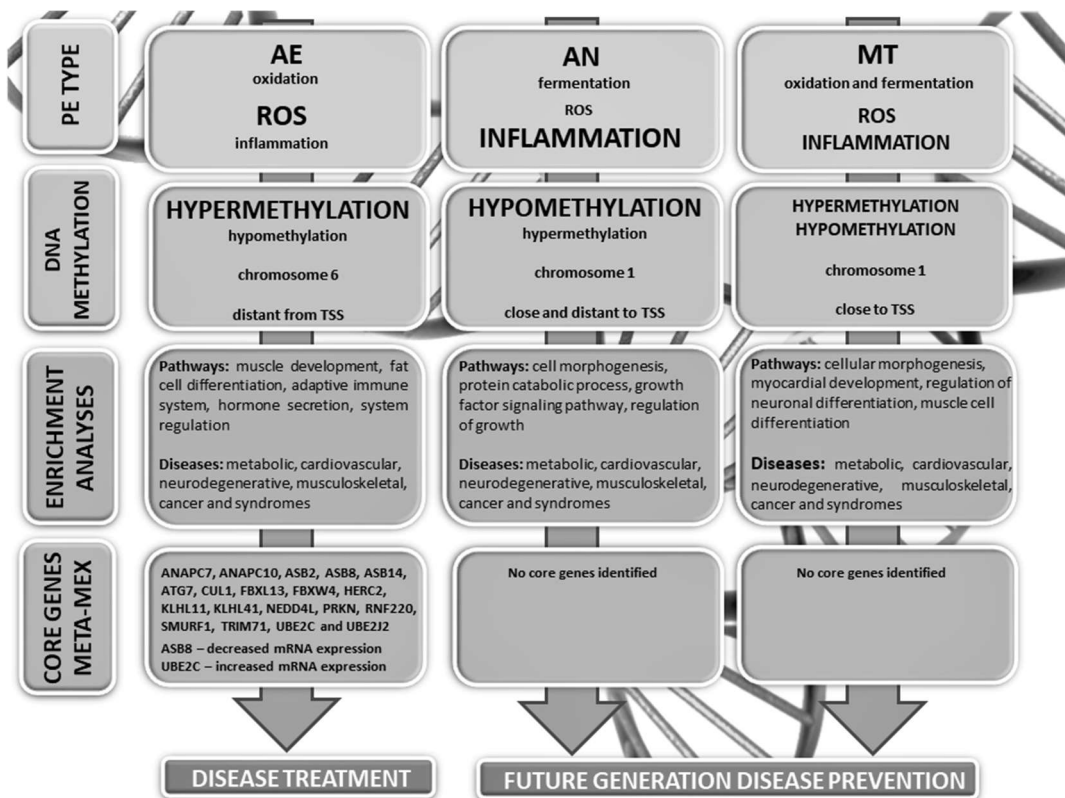 PE TYPE
AE
oxidation
ROS
inflammation
AN
fermentation
ROS
INFLAMMATION
MT
oxidation and fermentation
ROS
INFLAMMATION
DNA
METHYLATION
HYPERMETHYLATION
hypomethylation
chromosome 6
distant from TSS
HYPOMETHYLATION
hypermethylation
chromosome 1
close and distant to TSS
HYPERMETHYLATION
HYPOMETHYLATION
chromosome 1
close to TSS
ENRICHMENT
ANALYSES
Pathways: muscle development, fat
cell differentiation, adaptive immune
system, hormone secretion, system
regulation
Diseases: metabolic, cardiovascular,
neurodegenerative, musculoskeletal,
cancer and syndromes
Pathways: cell morphogenesis,
protein catabolic process, growth
factor signaling pathway, regulation
of growth
Diseases: metabolic, cardiovascular,
neurodegenerative, musculoskeletal,
cancer and syndromes
Pathways: cellular morphogenesis,
myocardial development, regulation of
neuronal differentiation, muscle cell
differentiation
Diseases: metabolic, cardiovascular,
neurodegenerative, musculoskeletal,
cancer and syndromes
CORE GENES
META-MEX
ANAPC7, ANAPC10, ASB2, ASB8, ASB14,
ATG7, CUL1, FBXL13, FBXW4, HERC2,
KLHL11, KLHL41, NEDD4L, PRKN, RNF220,
SMURF1, TRIM71, UBE2C and UBE2J2
ASB8 – decreased mRNA expression
UBE2C – increased mRNA expression
No core genes identified
No core genes identified
DISEASE TREATMENT
FUTURE GENERATION DISEASE PREVENTION